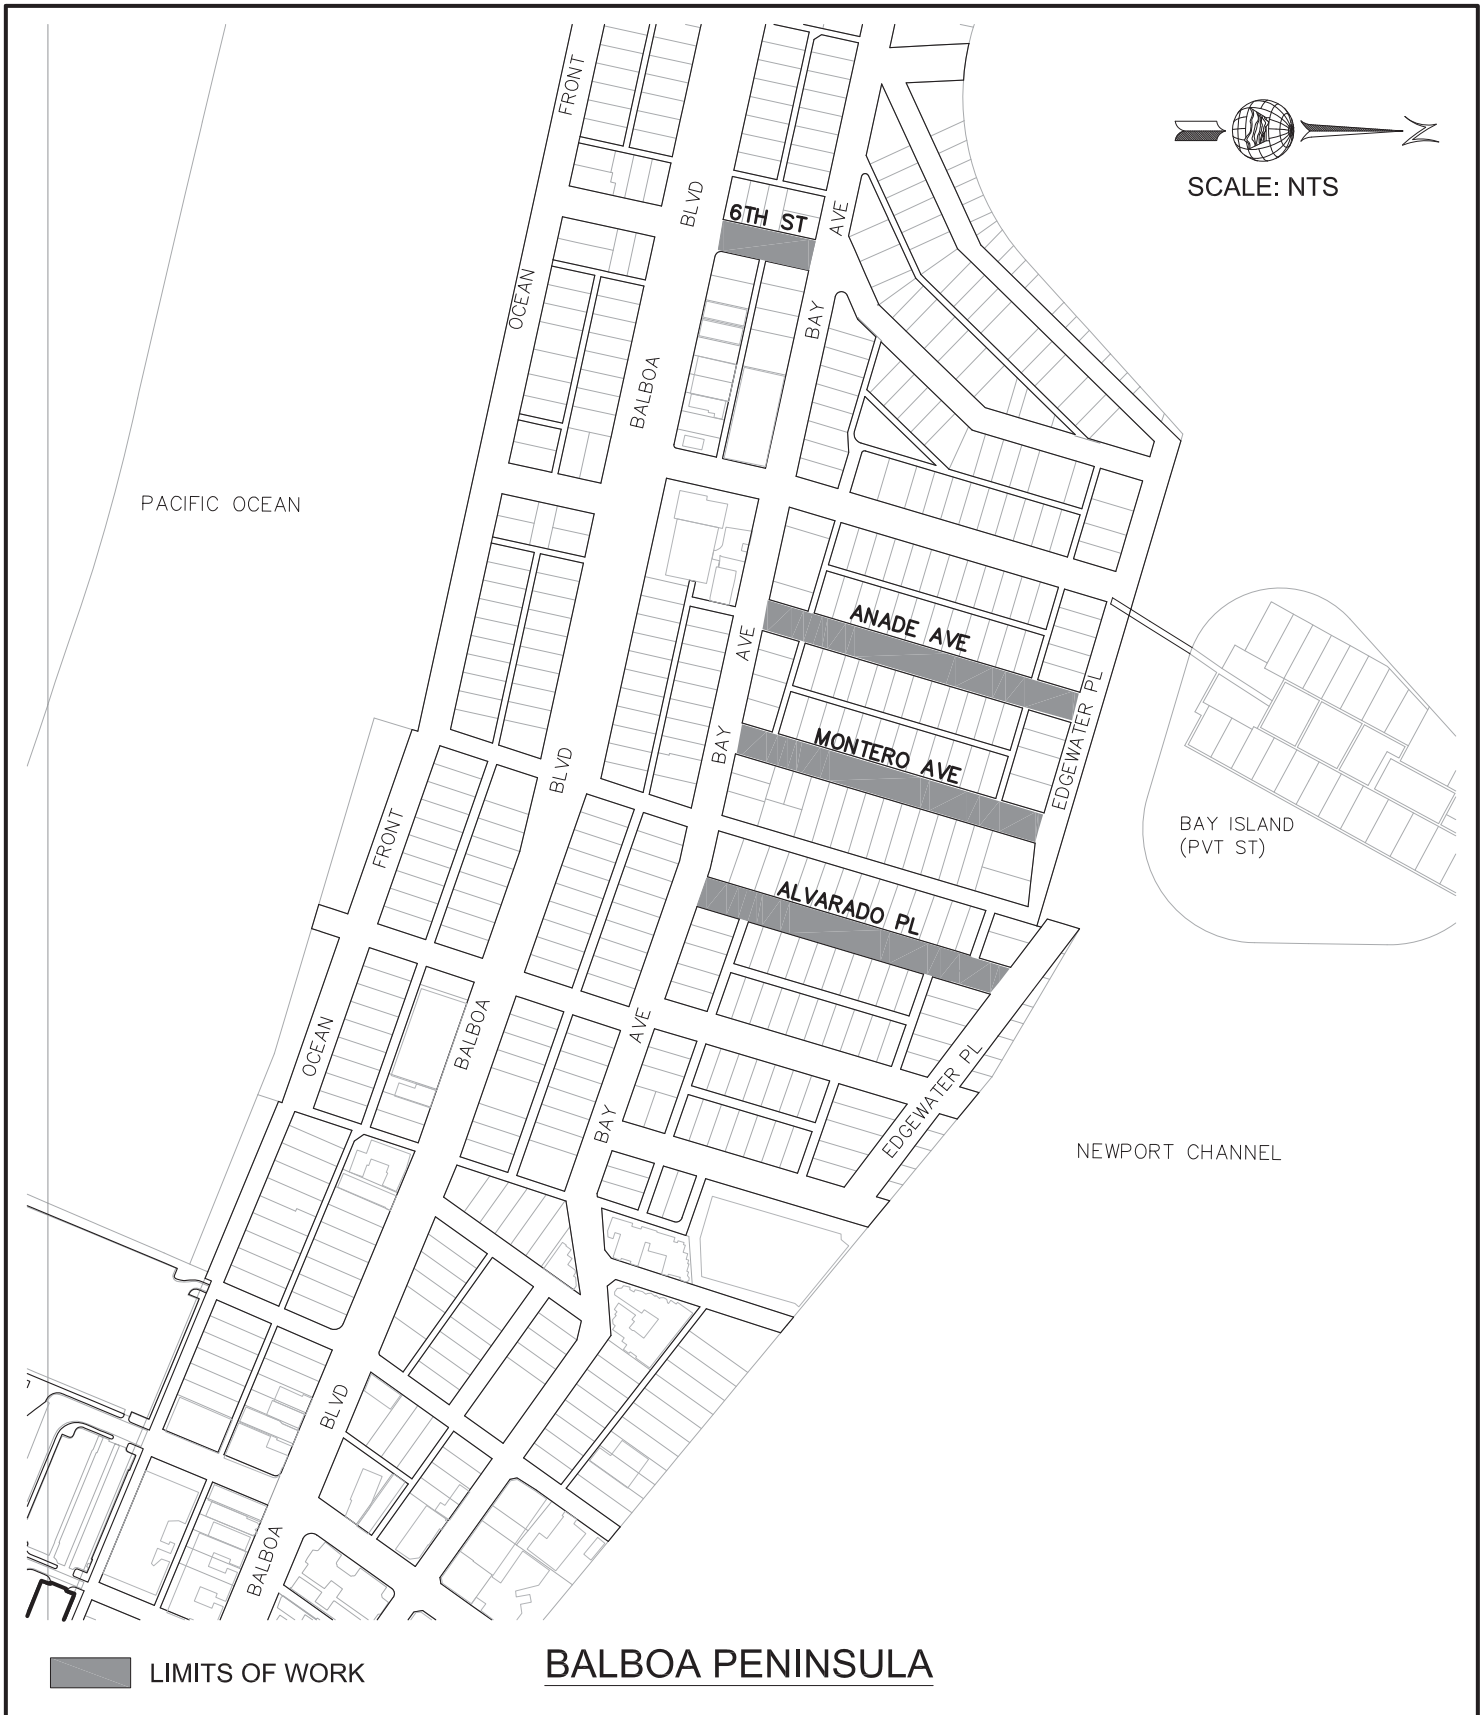 FRONT
SCALE: NTS
BLVD
6TH ST
AVE
OCEAN
BAY
BALBOA
PACIFIC OCEAN
ANADE AVE
AVE
EDGEWATER PL
MONTERO AVE
BAY
BLVD
FRONT
BAY ISLAND
(PVT ST)
ALVARADO PL
OCEAN
BALBOA
AVE
EDGEWATER PL
BAY
NEWPORT CHANNEL
BLVD
BALBOA
LIMITS OF WORK
BALBOA PENINSULA